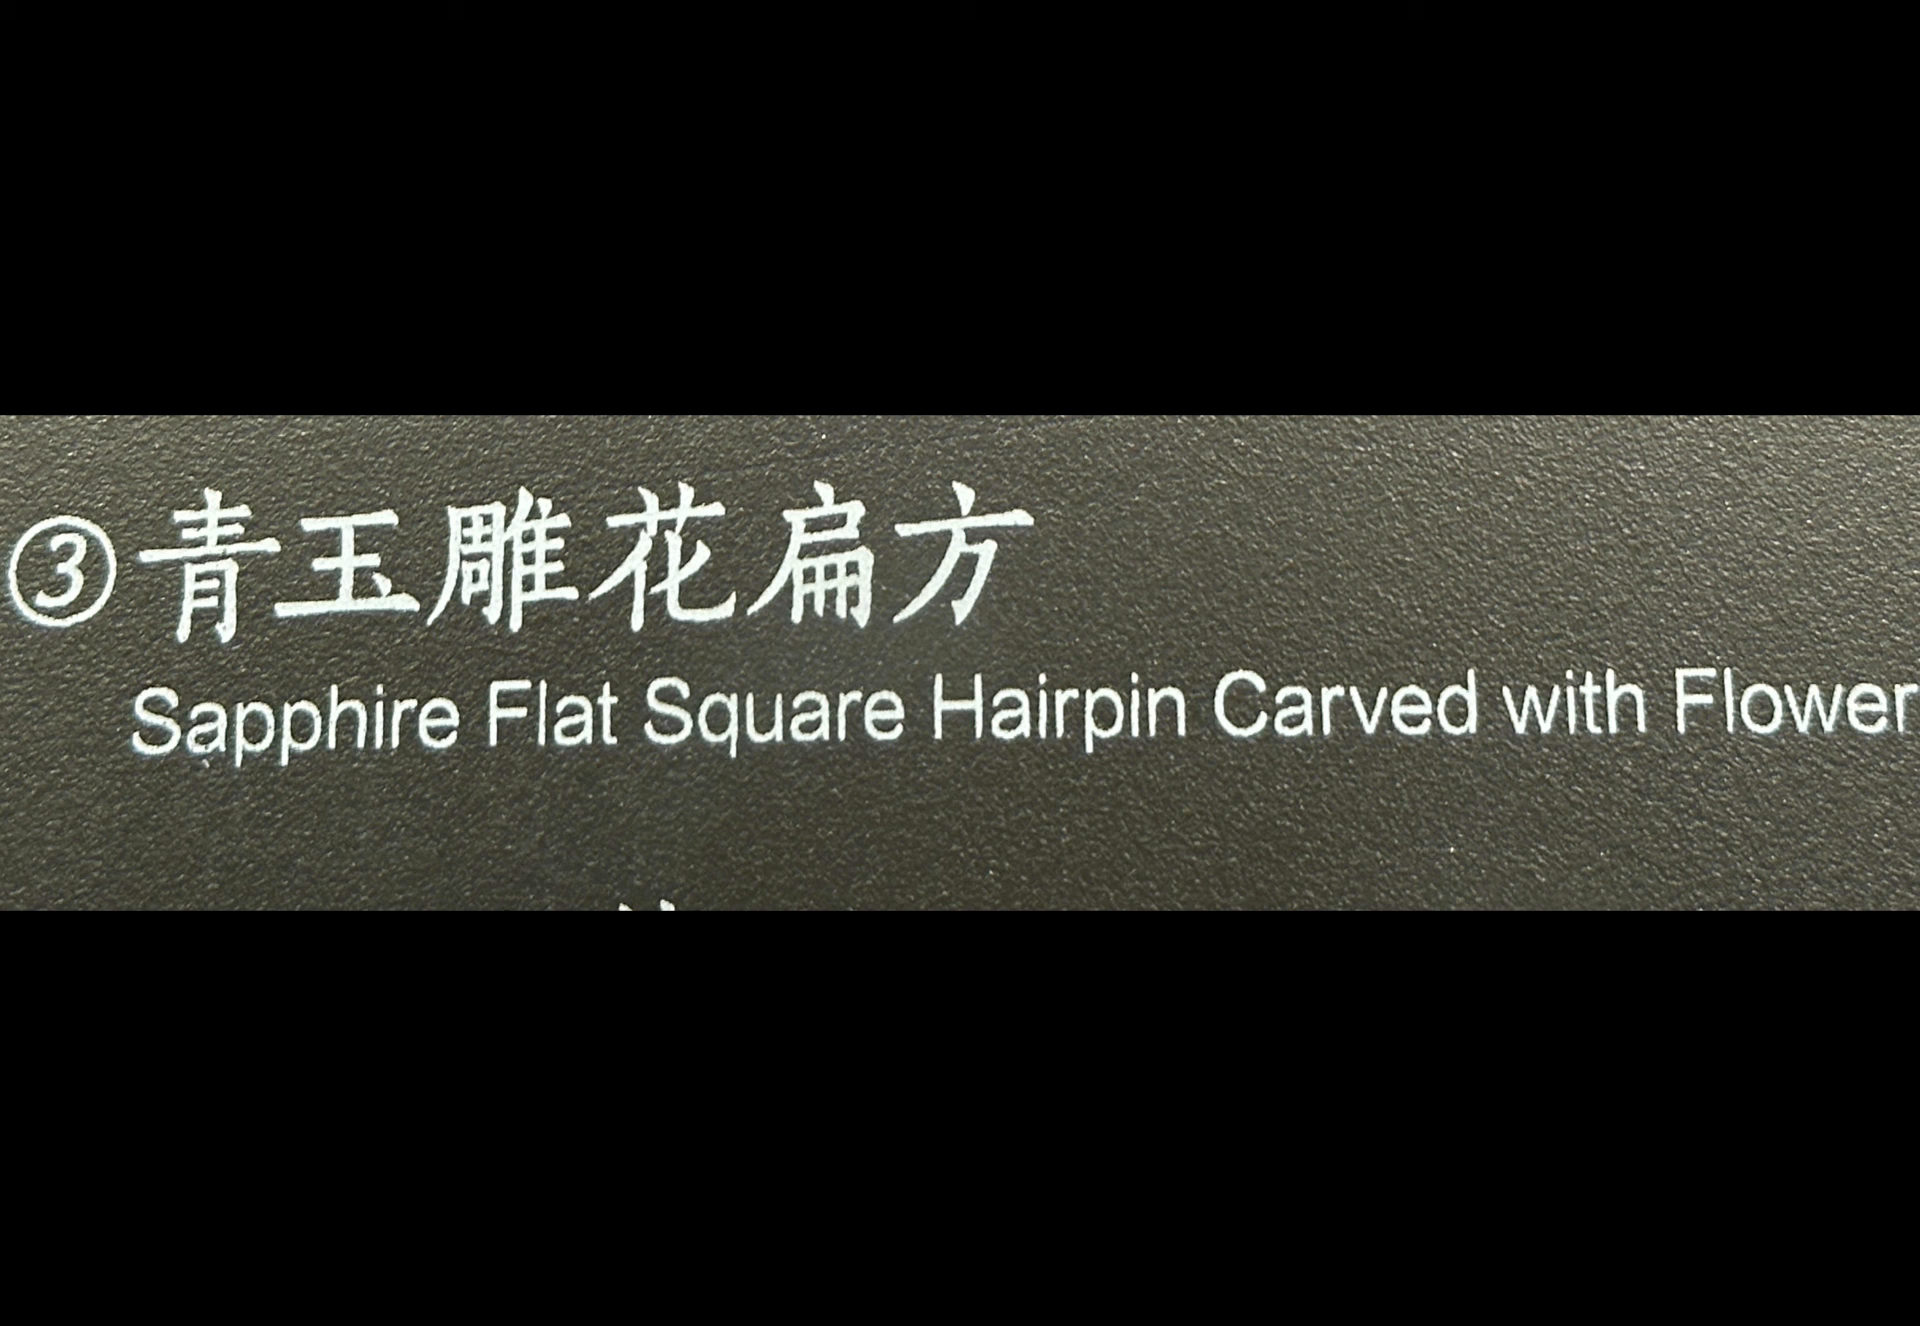 ③青玉雕花扁方
Sapphire Flat Square Hairpin Carved with Flower